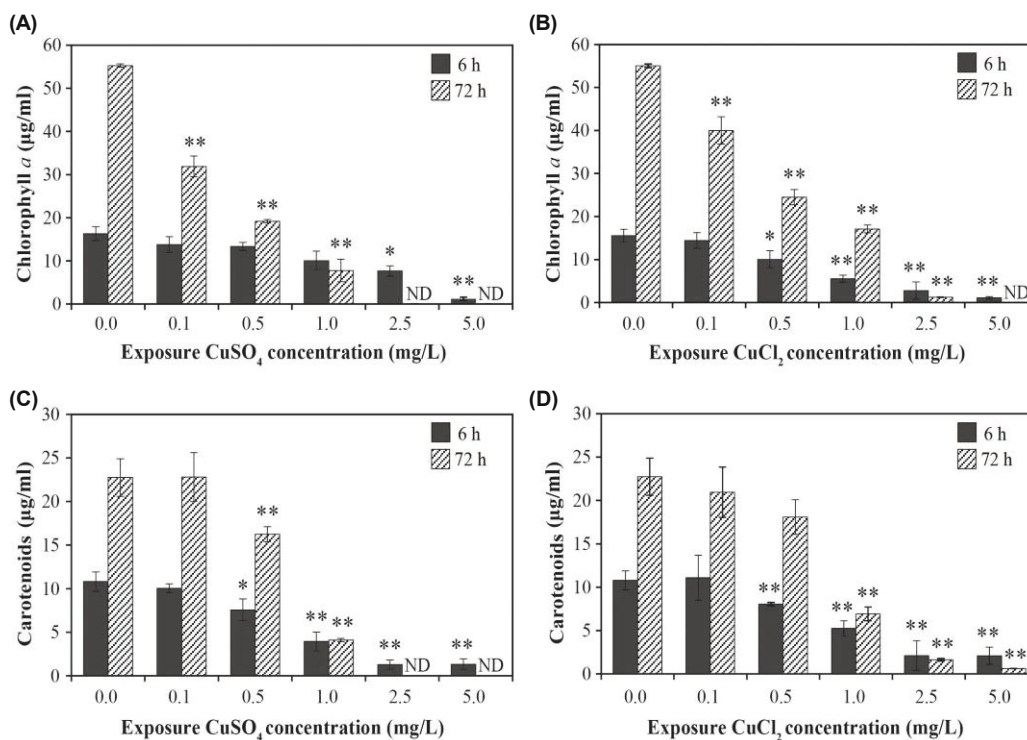 (A)
Chlorophyll a (µg/ml)
60
50
40
30
20
10
0
6 h
72 h
**
**
**
*
ND
**
ND
0.0 0.1 0.5 1.0 2.5 5.0
Exposure CuSO₄ concentration (mg/L)
(B)
Chlorophyll a (µg/ml)
60
50
40
30
20
10
0
6 h
72 h
**
*
**
**
**
**
**
**
ND
0.0 0.1 0.5 1.0 2.5 5.0
Exposure CuCl₂ concentration (mg/L)
(C)
Carotenoids (µg/ml)
30
25
20
15
10
5
0
6 h
72 h
*
**
**
**
**
ND
**
ND
0.0 0.1 0.5 1.0 2.5 5.0
Exposure CuSO₄ concentration (mg/L)
(D)
Carotenoids (µg/ml)
30
25
20
15
10
5
0
6 h
72 h
**
**
**
**
**
**
**
0.0 0.1 0.5 1.0 2.5 5.0
Exposure CuCl₂ concentration (mg/L)